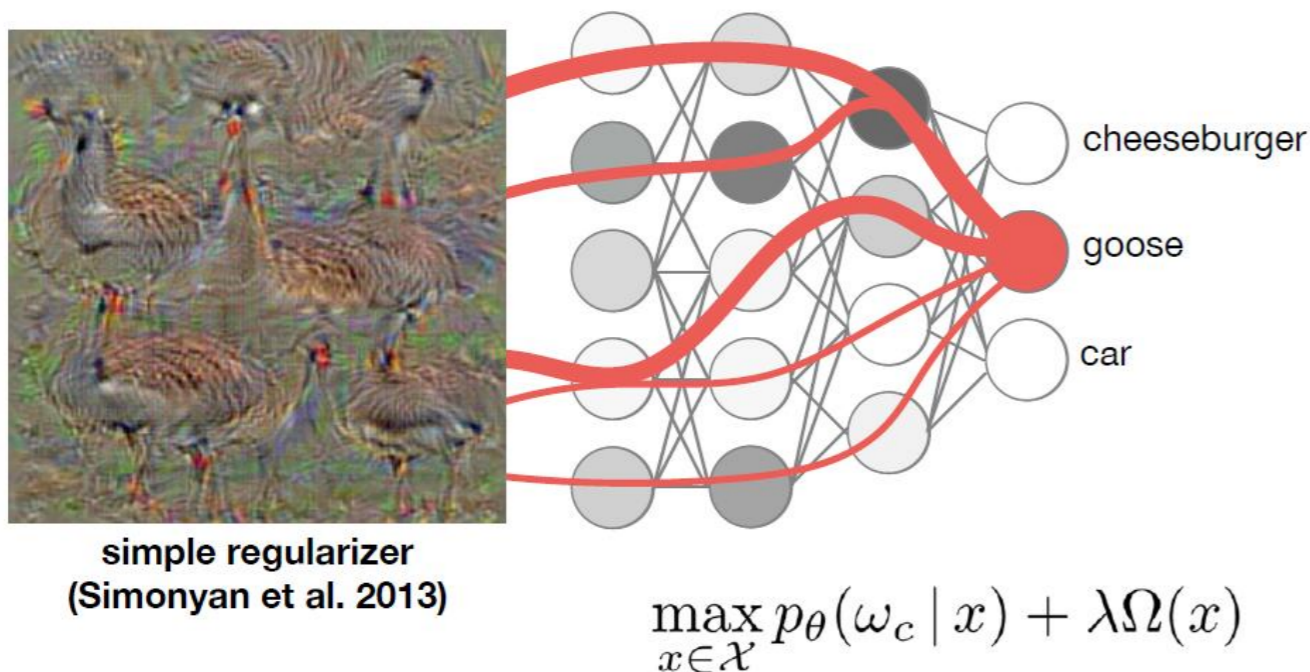 cheeseburger
goose
car
simple regularizer
(Simonyan et al. 2013)
max p_θ(ω_c | x) + λΩ(x)
x∈𝒳